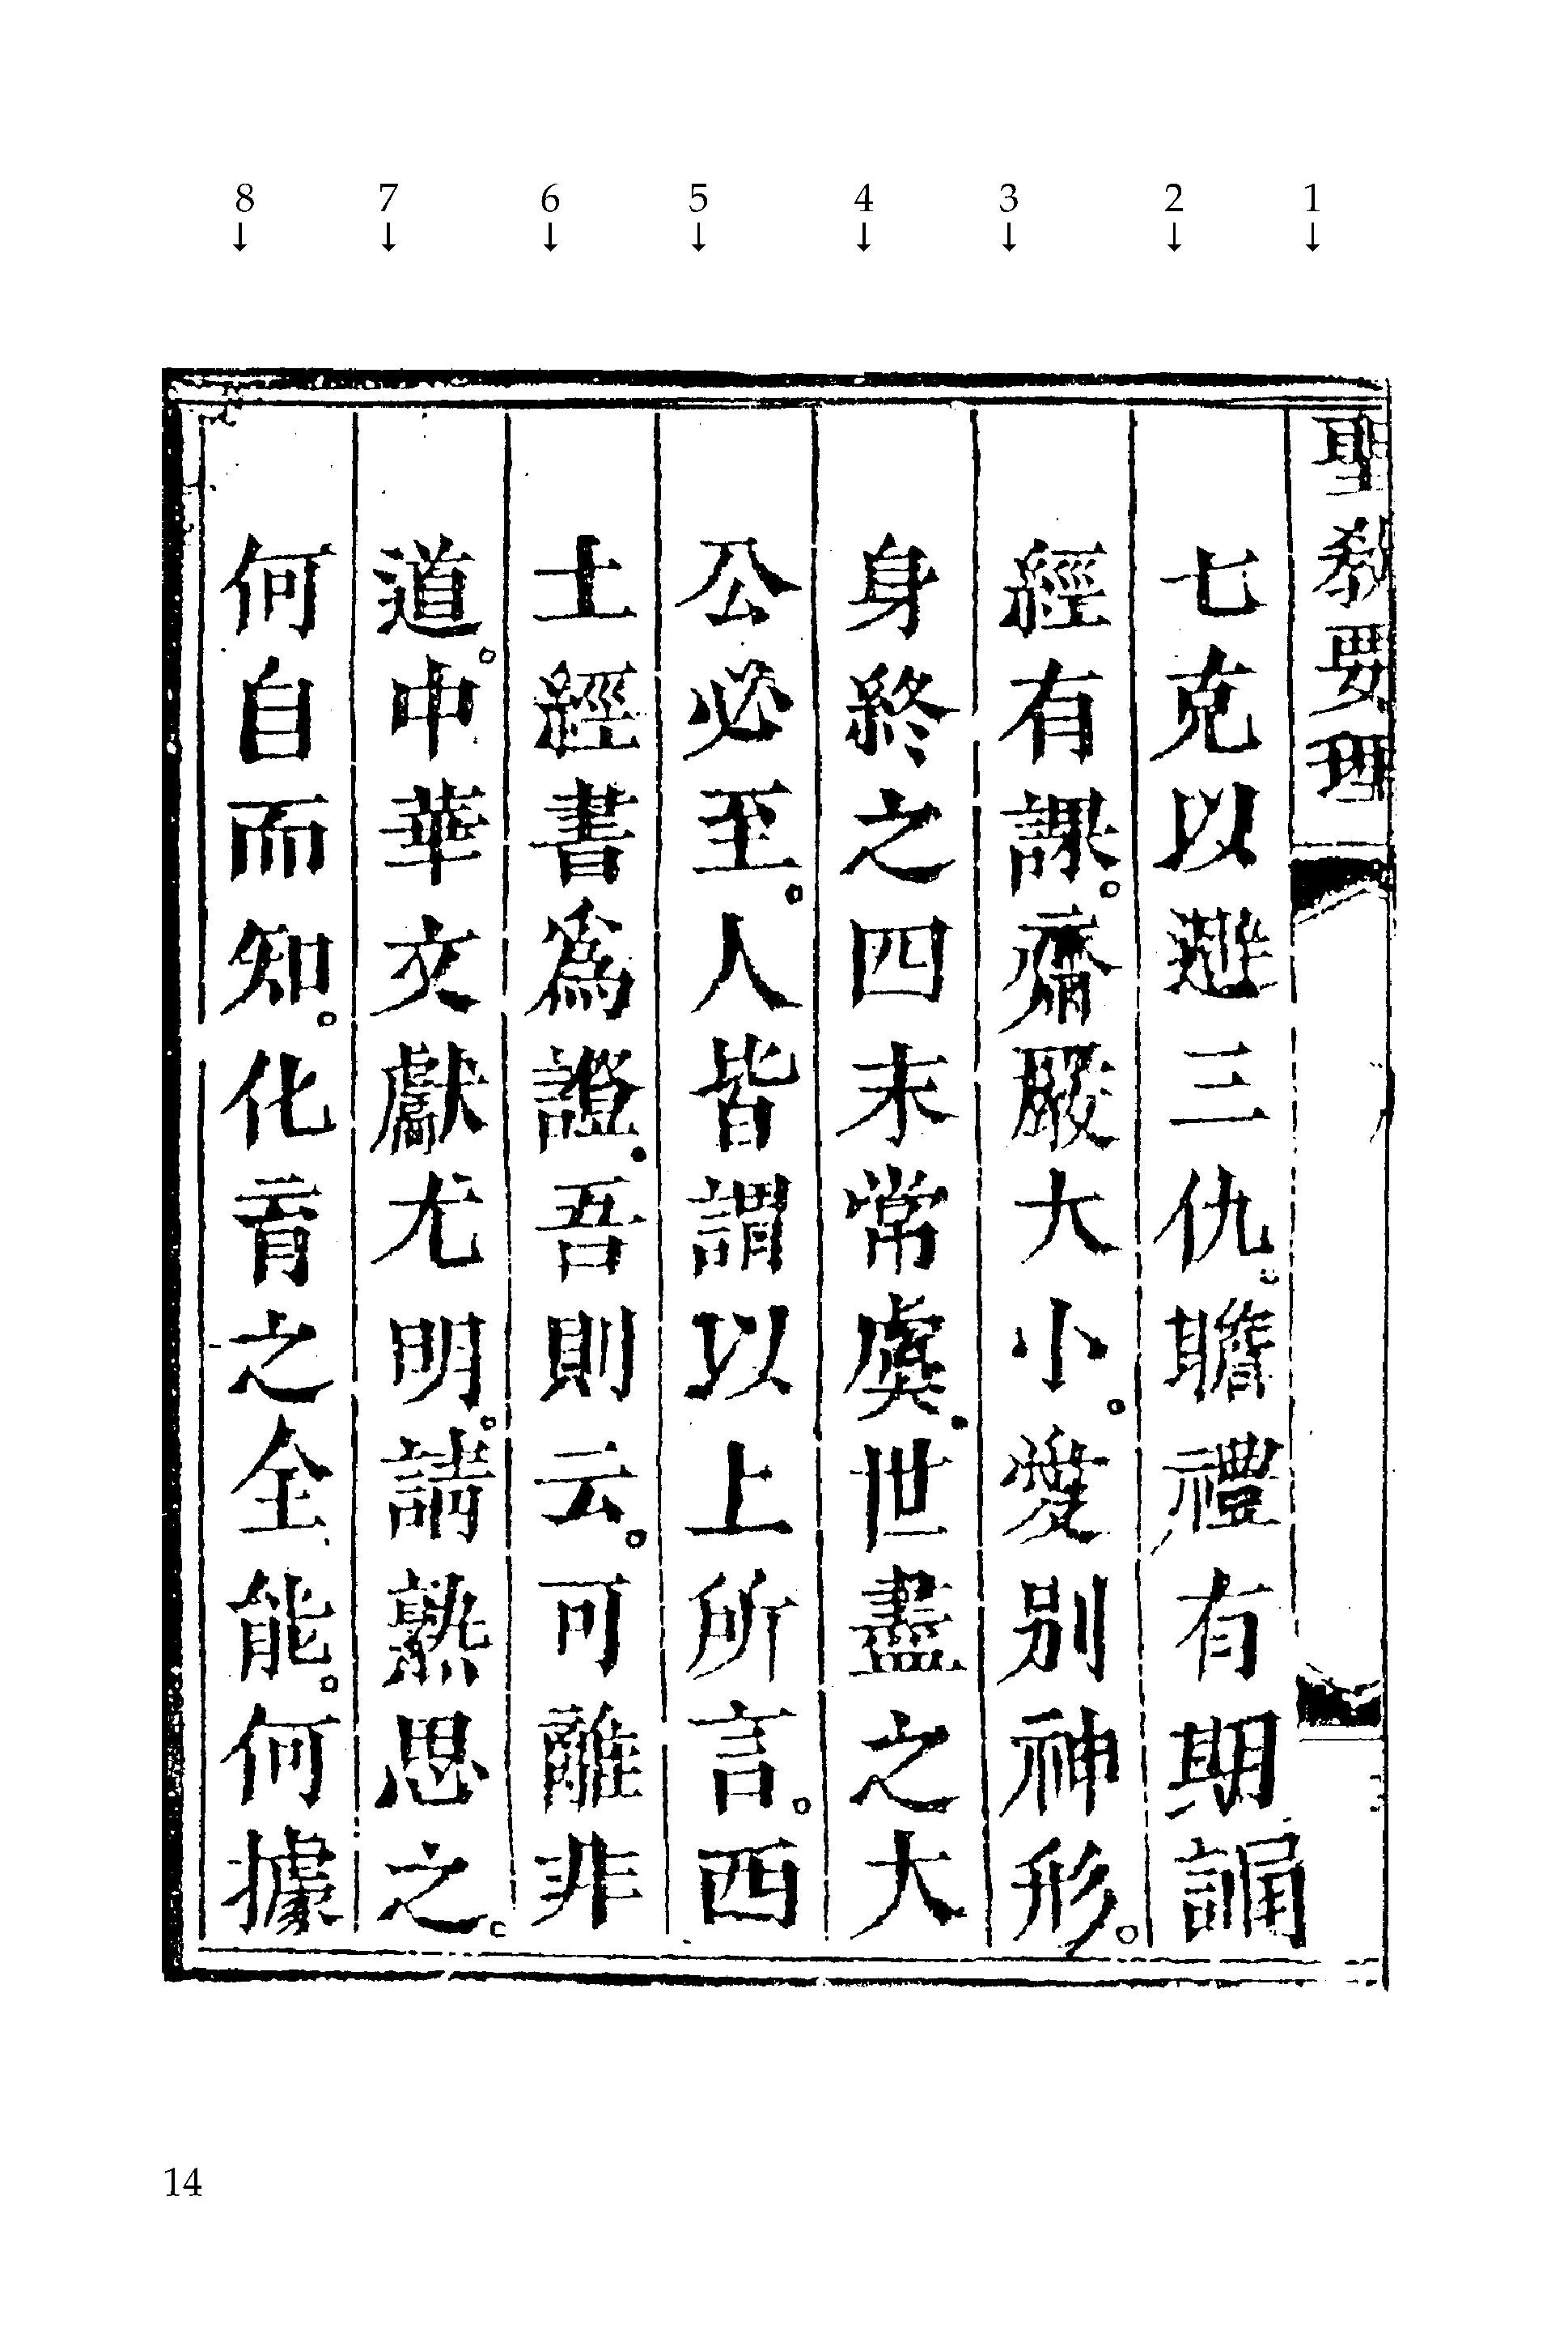 8 7 6 5 4 3 2 1
↓ ↓ ↓ ↓ ↓ ↓ ↓ ↓
聖教要理
七克以三仇。瞻禮有期誦
經有課。齋大小。愛別神形。
身終之四末常虞。世盡之大
公必至。人皆謂以上所言。西
士經書爲證。吾則云。可離非
道。中華文獻尤明。請熟思之。
何自而知。化育之全能。何據
14